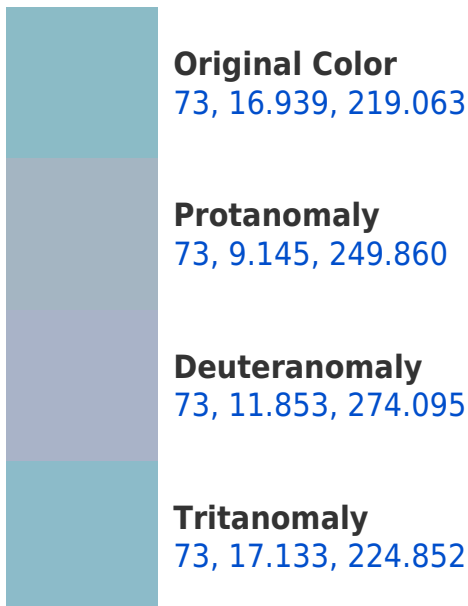 Original Color
73, 16.939, 219.063
Protanomaly
73, 9.145, 249.860
Deuteranomaly
73, 11.853, 274.095
Tritanomaly
73, 17.133, 224.852